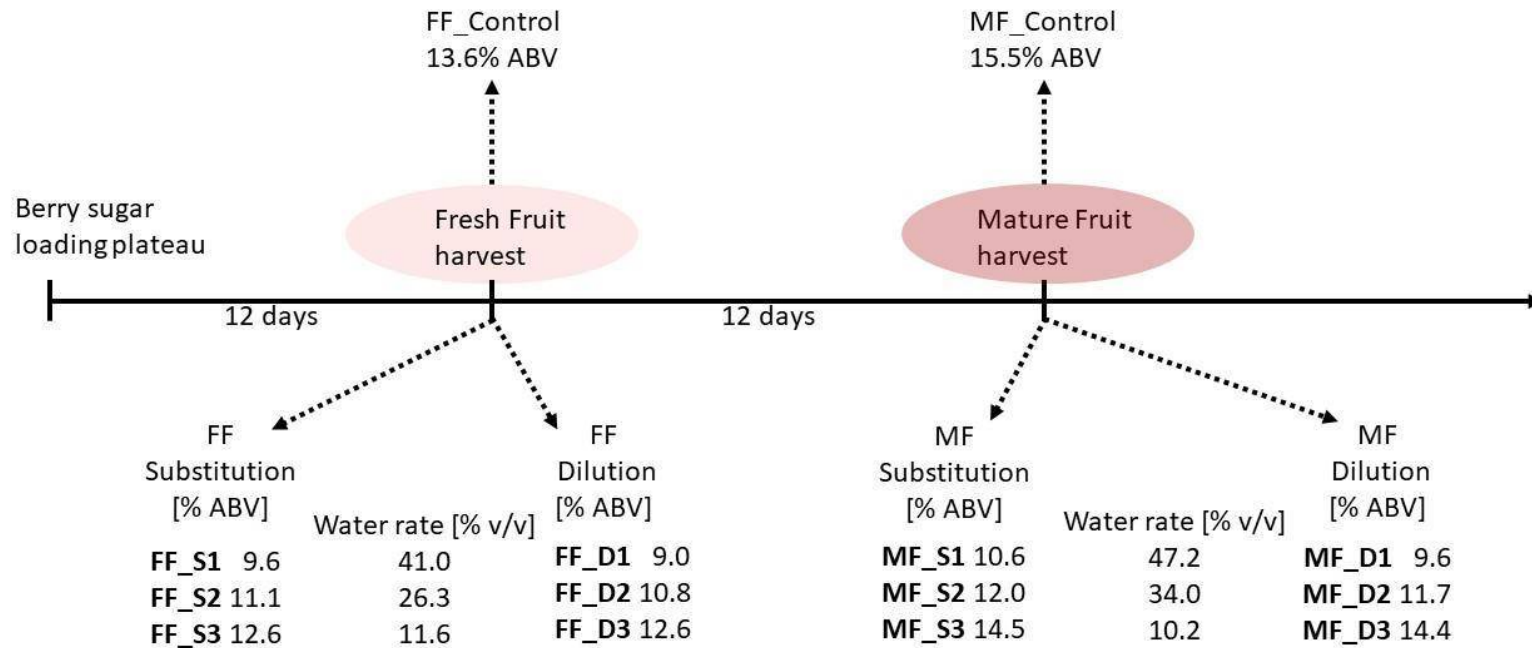 FF_Control
13.6% ABV
MF_Control
15.5% ABV
Berry sugar
loading plateau
Fresh Fruit
harvest
Mature Fruit
harvest
12 days
12 days
FF
Substitution
[% ABV]
FF_S1 9.6
FF_S2 11.1
FF_S3 12.6
Water rate [% v/v]
41.0
26.3
11.6
FF
Dilution
[% ABV]
FF_D1 9.0
FF_D2 10.8
FF_D3 12.6
MF
Substitution
[% ABV]
MF_S1 10.6
MF_S2 12.0
MF_S3 14.5
Water rate [% v/v]
47.2
34.0
10.2
MF
Dilution
[% ABV]
MF_D1 9.6
MF_D2 11.7
MF_D3 14.4